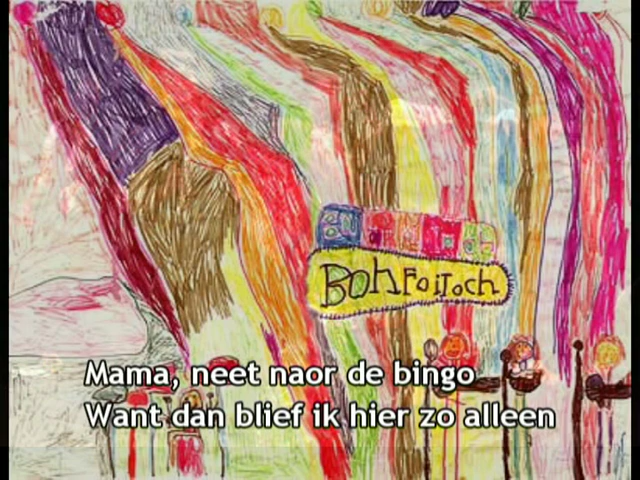 BohFoiToch
Mama, neet naor de bingo
Want dan blief ik hier zo alleen